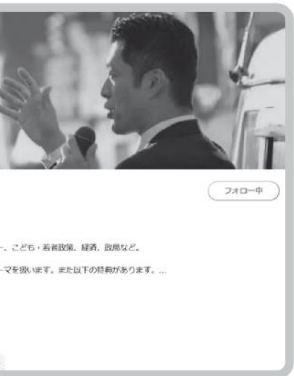 フォロー中
こども・若者政策、経済、政局など。
ーマを扱います。また以下の特典があります。...